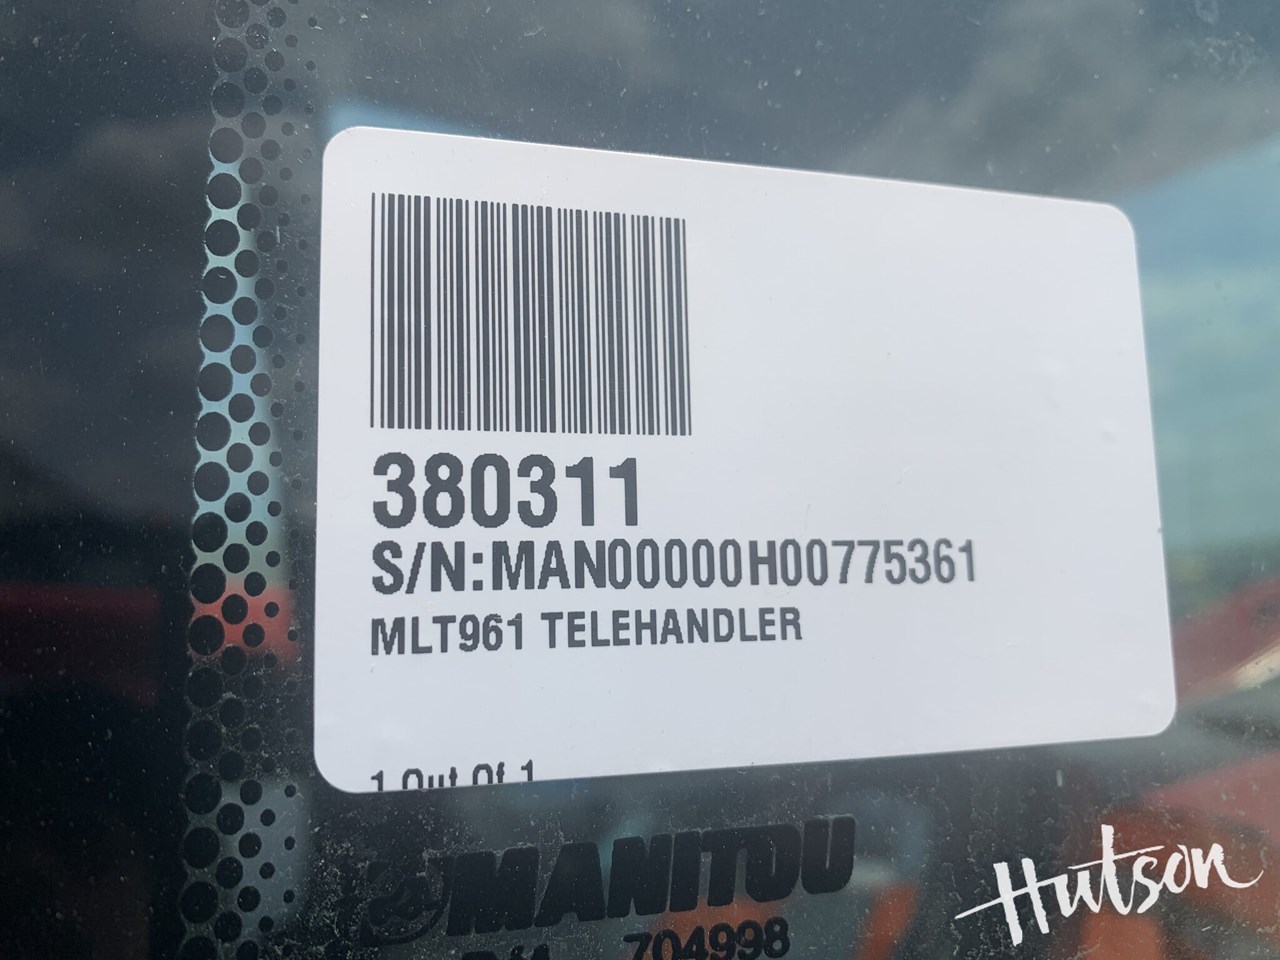 380311
S/N:MAN00000H00775361
MLT961 TELEHANDLER
1 Out Of 1
MANITOU
704998
Hutson